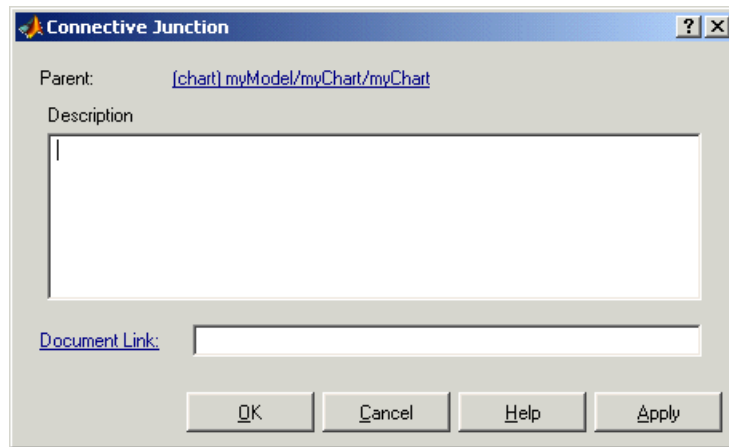 Connective Junction
Parent: (chart) myModel/myChart/myChart
Description
Document Link:
OK Cancel Help Apply